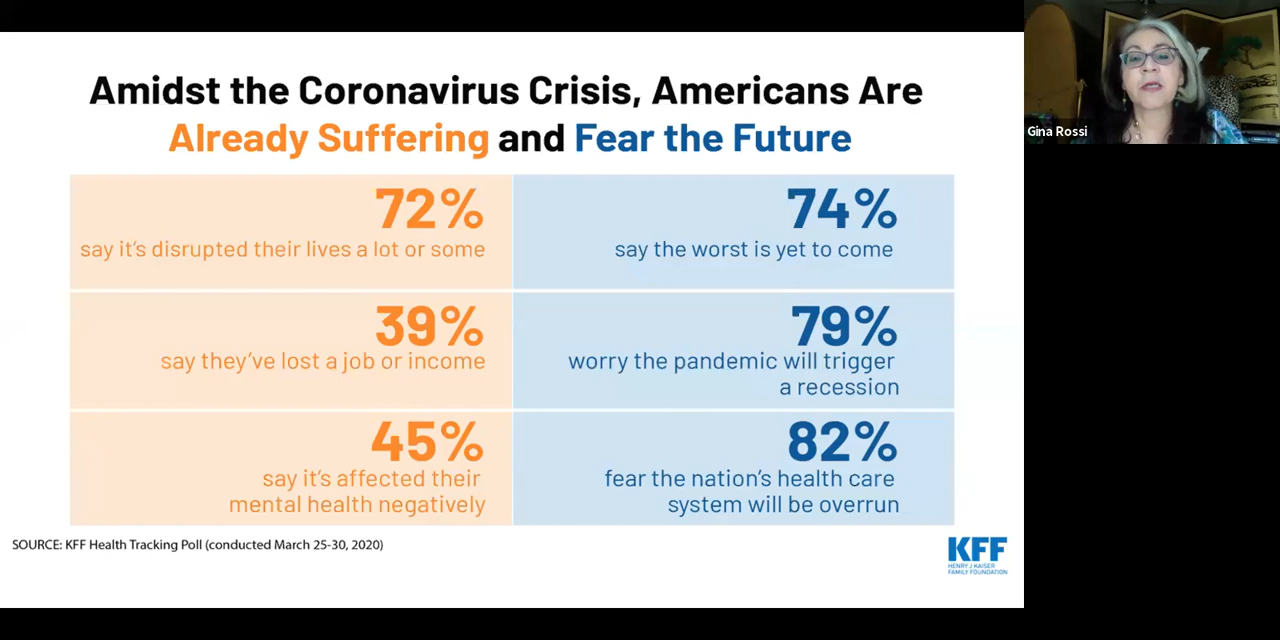 Amidst the Coronavirus Crisis, Americans Are
Already Suffering and Fear the Future
72%
say it's disrupted their lives a lot or some
74%
say the worst is yet to come
39%
say they've lost a job or income
79%
worry the pandemic will trigger
a recession
45%
say it's affected their
mental health negatively
82%
fear the nation's health care
system will be overrun
SOURCE: KFF Health Tracking Poll (conducted March 25-30, 2020)
KFF
HENRY J KAISER
FAMILY FOUNDATION
Gina Rossi